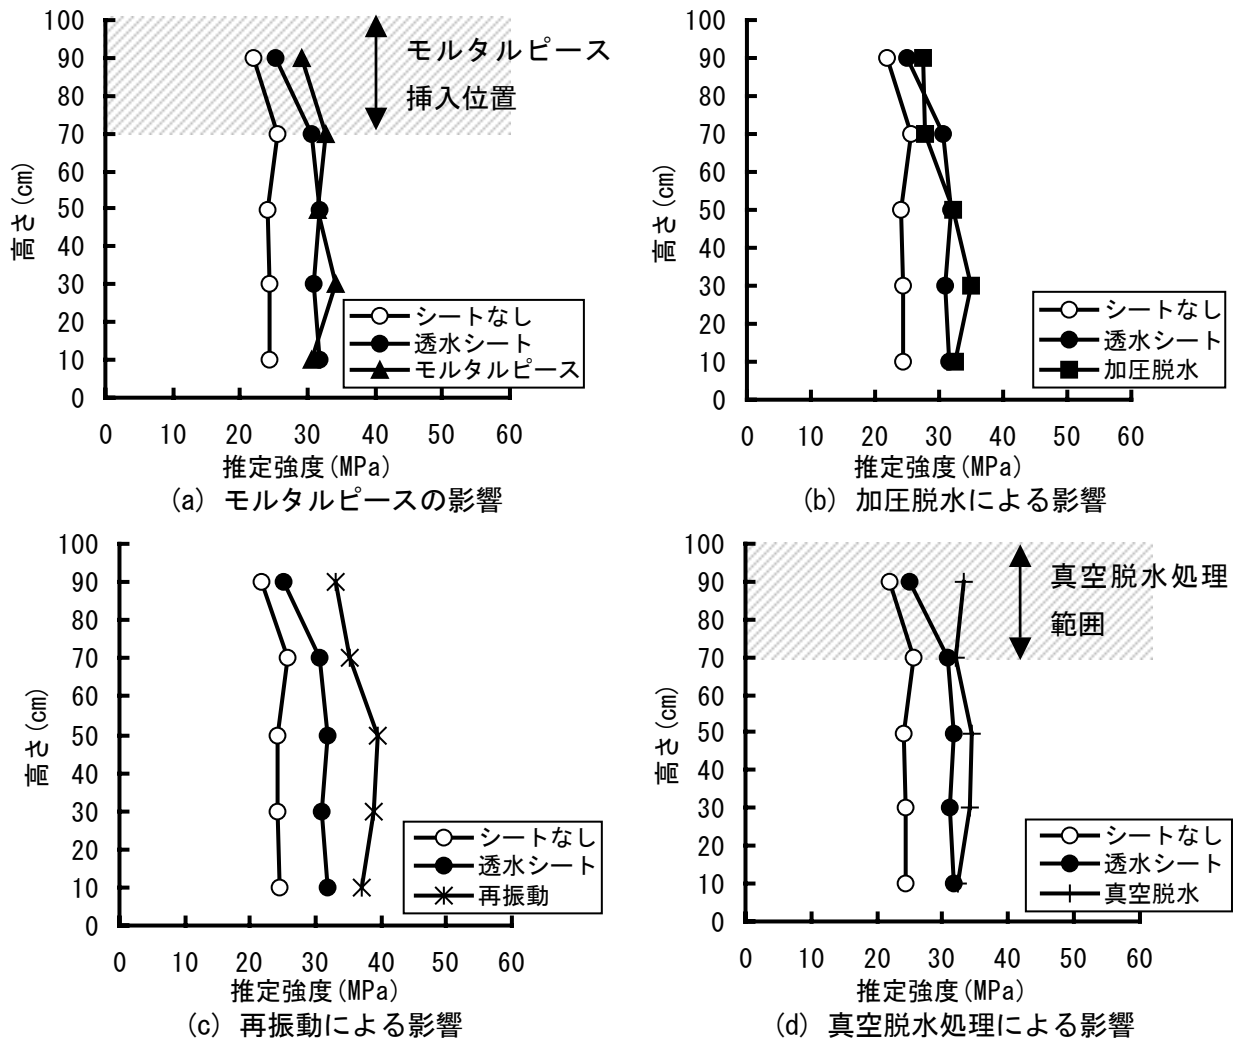 100
90
80
70
60
50
40
30
20
10
0
高さ(cm)
モルタルピース
挿入位置
シートなし
透水シート
モルタルピース
0 10 20 30 40 50 60
推定強度(MPa)
(a) モルタルピースの影響
100
90
80
70
60
50
40
30
20
10
0
高さ(cm)
シートなし
透水シート
加圧脱水
0 10 20 30 40 50 60
推定強度(MPa)
(b) 加圧脱水による影響
100
90
80
70
60
50
40
30
20
10
0
高さ(cm)
シートなし
透水シート
再振動
0 10 20 30 40 50 60
推定強度(MPa)
(c) 再振動による影響
100
90
80
70
60
50
40
30
20
10
0
高さ(cm)
真空脱水処理
範囲
シートなし
透水シート
真空脱水
0 10 20 30 40 50 60
推定強度(MPa)
(d) 真空脱水処理による影響